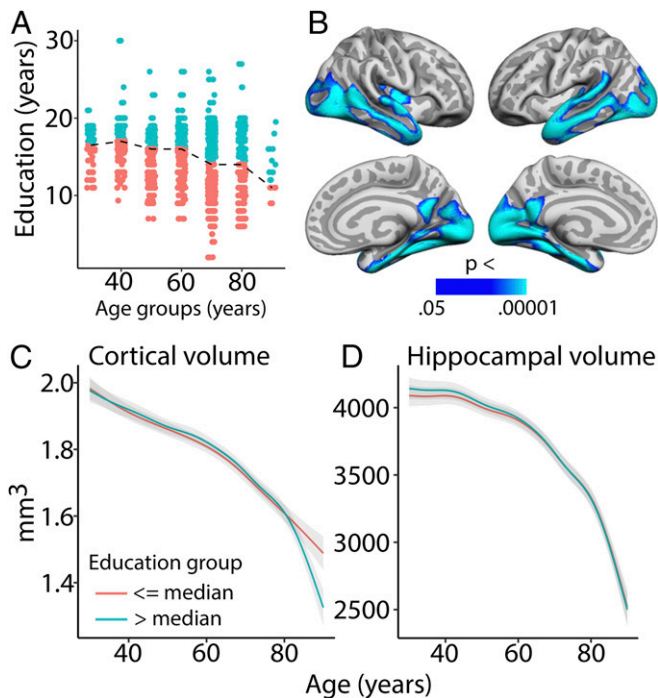 A
B
Education (years)
30
20
10
40
60
80
Age groups (years)
p <
.05
.00001
C
Cortical volume
D
Hippocampal volume
mm³
2.0
1.8
1.6
1.4
Education group
<= median
> median
4000
3500
3000
2500
40
60
80
40
60
80
Age (years)